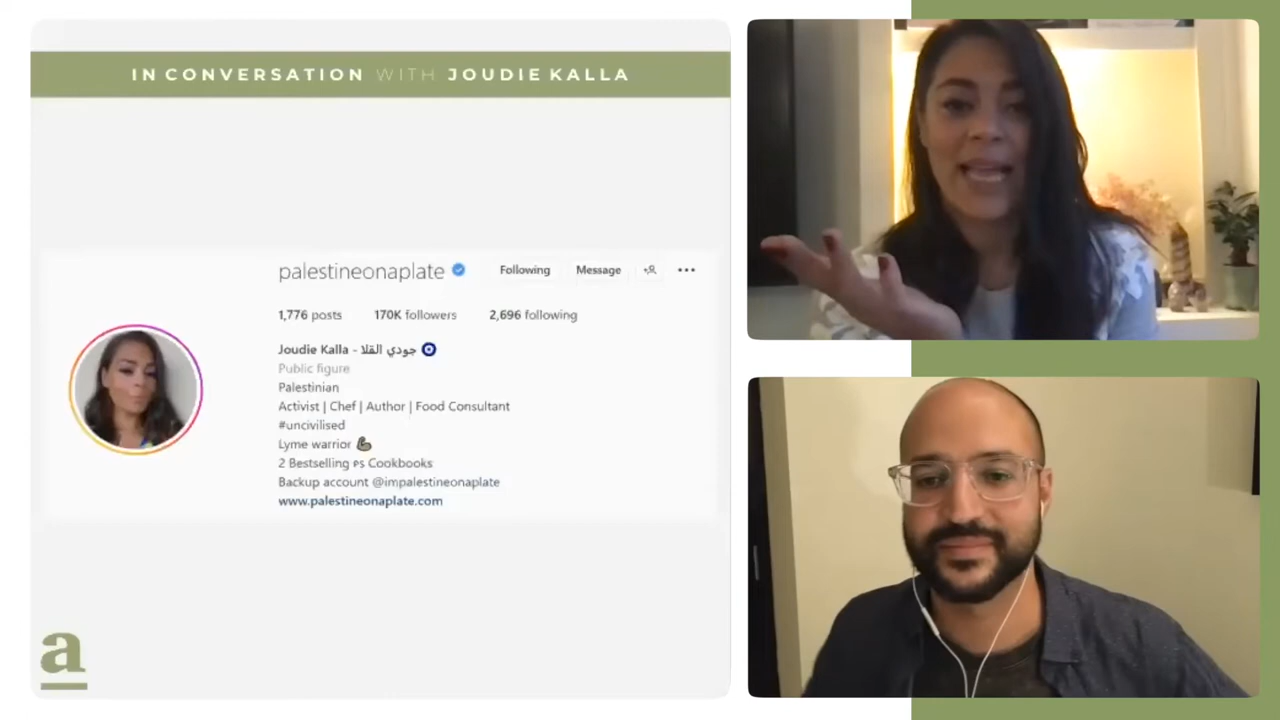 IN CONVERSATION WITH JOUDIE KALLA
palestineonaplate Following Message
1,776 posts 170K followers 2,696 following
Joudie Kalla - جودي القلا
Public figure
Palestinian
Activist | Chef | Author | Food Consultant
#uncivilised
Lyme warrior
2 Bestselling PS Cookbooks
Backup account @impalestineonaplate
www.palestineonaplate.com
a